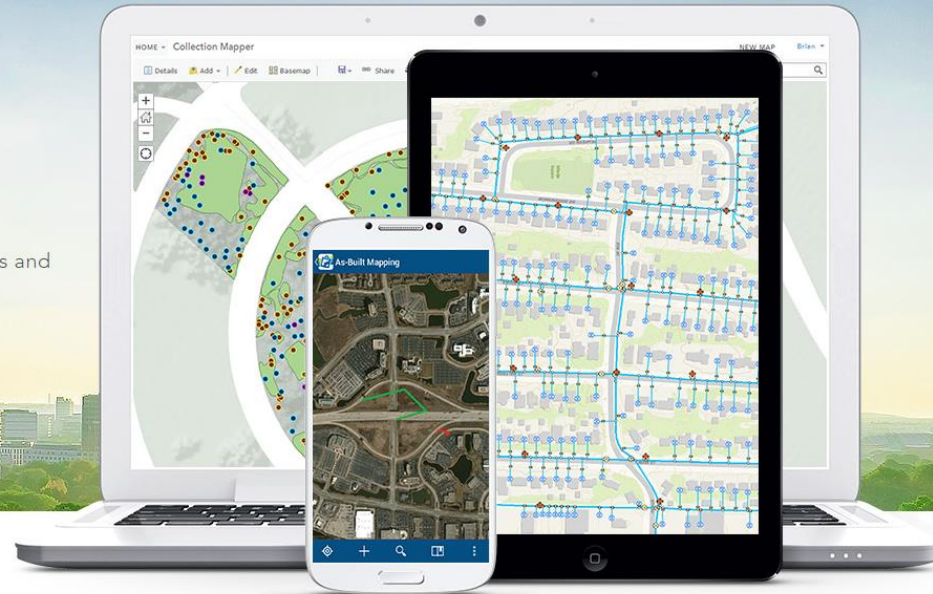 HOME ▾ Collection Mapper
NEW MAP
Brian ▾
Details
Add ▾
Edit
Basemap
Share
s and
As-Built Mapping